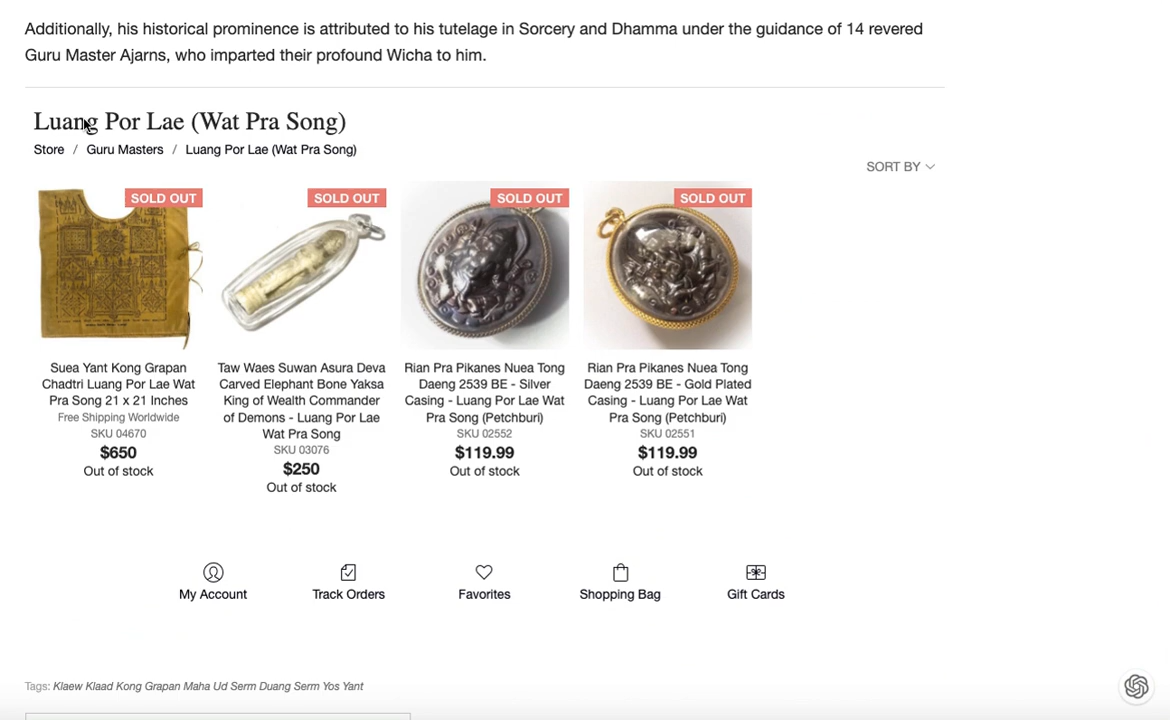 Additionally, his historical prominence is attributed to his tutelage in Sorcery and Dhamma under the guidance of 14 revered
Guru Master Ajarns, who imparted their profound Wicha to him.
Luang Por Lae (Wat Pra Song)
Store / Guru Masters / Luang Por Lae (Wat Pra Song)
SORT BY
SOLD OUT
SOLD OUT
SOLD OUT
SOLD OUT
Suea Yant Kong Grapan
Chadtri Luang Por Lae Wat
Pra Song 21 x 21 Inches
Free Shipping Worldwide
SKU 04670
$650
Out of stock
Taw Waes Suwan Asura Deva
Carved Elephant Bone Yaksa
King of Wealth Commander
of Demons - Luang Por Lae
Wat Pra Song
SKU 03076
$250
Out of stock
Rian Pra Pikanes Nuea Tong
Daeng 2539 BE - Silver
Casing - Luang Por Lae Wat
Pra Song (Petchburi)
SKU 02552
$119.99
Out of stock
Rian Pra Pikanes Nuea Tong
Daeng 2539 BE - Gold Plated
Casing - Luang Por Lae Wat
Pra Song (Petchburi)
SKU 02551
$119.99
Out of stock
My Account
Track Orders
Favorites
Shopping Bag
Gift Cards
Tags: Klaew Klaad Kong Grapan Maha Ud Serm Duang Serm Yos Yant